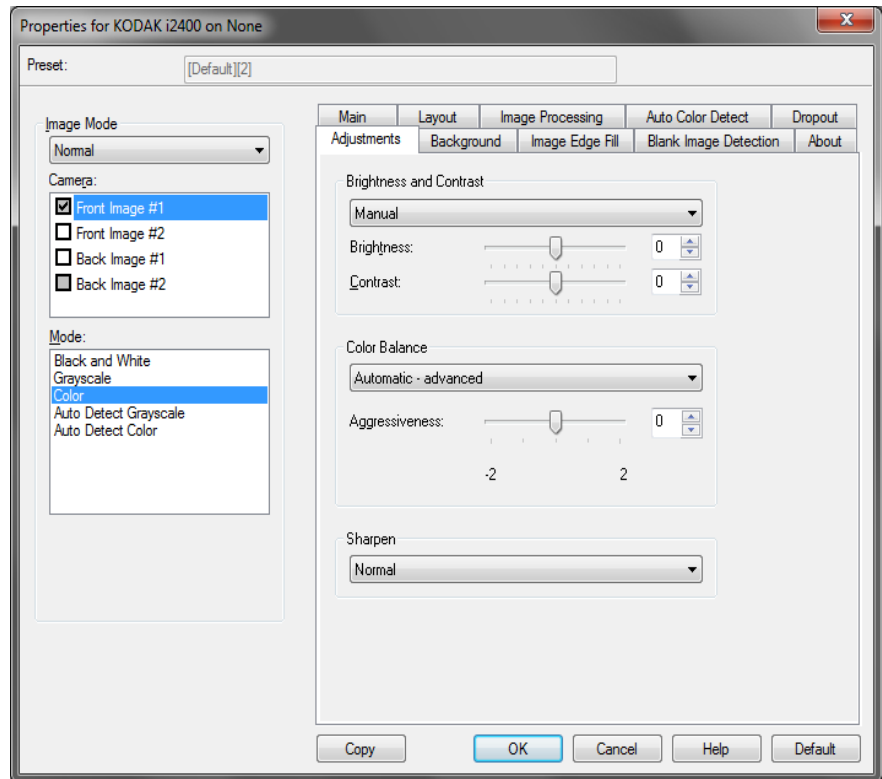 Properties for KODAK i2400 on None
Preset: [Default][2]
Image Mode
Normal
Camera:
Front Image #1
Front Image #2
Back Image #1
Back Image #2
Mode:
Black and White
Grayscale
Color
Auto Detect Grayscale
Auto Detect Color
Main Layout Image Processing Auto Color Detect Dropout
Adjustments Background Image Edge Fill Blank Image Detection About
Brightness and Contrast
Manual
Brightness: 0
Contrast: 0
Color Balance
Automatic - advanced
Aggressiveness: 0
-2 2
Sharpen
Normal
Copy OK Cancel Help Default